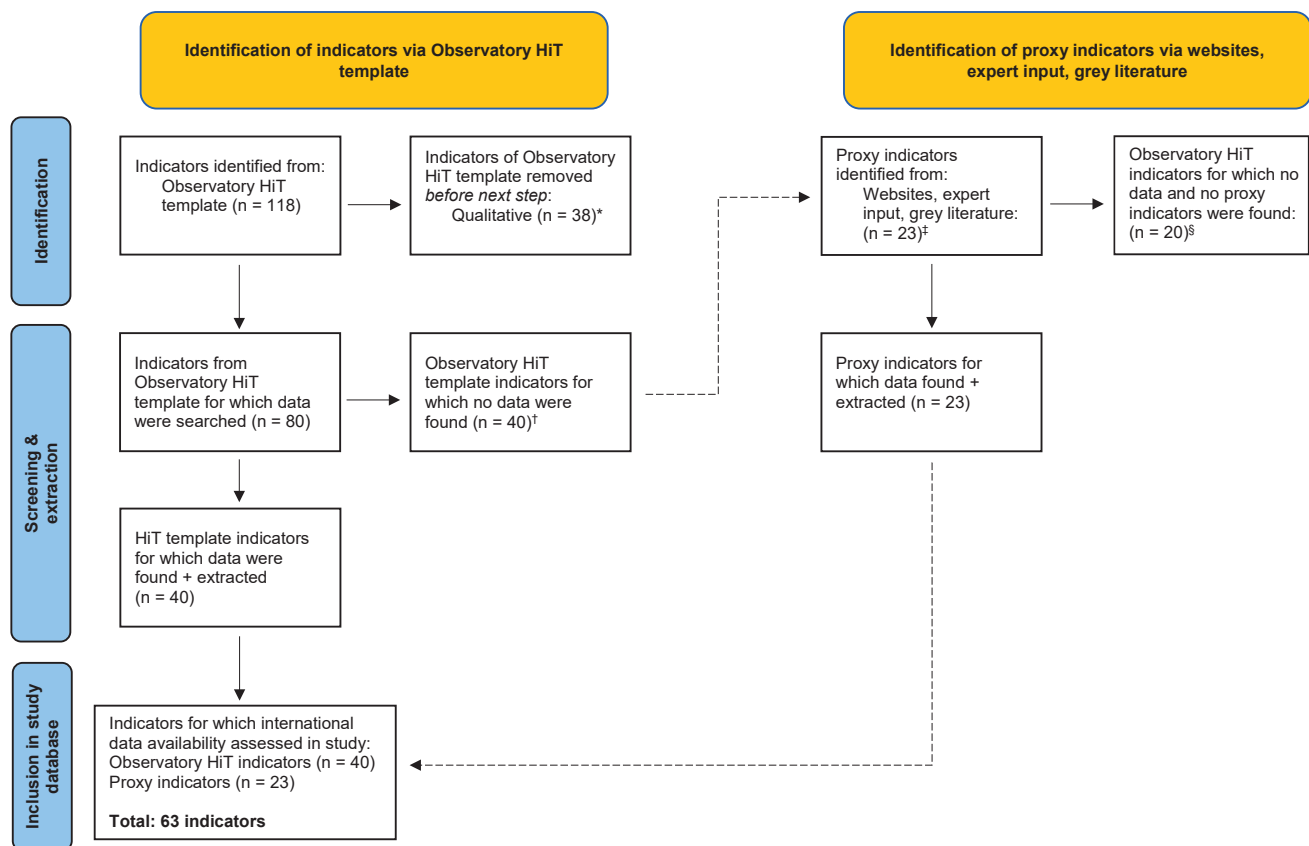 Identification of indicators via Observatory HiT
template
Identification of proxy indicators via websites,
expert input, grey literature
Identification
Indicators identified from:
Observatory HiT
template (n = 118)
Indicators of Observatory
HiT template removed
before next step:
Qualitative (n = 38)*
Proxy indicators
identified from:
Websites, expert
input, grey literature:
(n = 23)‡
Observatory HiT
indicators for which no
data and no proxy
indicators were found:
(n = 20)§
Screening &
extraction
Indicators from
Observatory HiT
template for which data
were searched (n = 80)
Observatory HiT
template indicators for
which no data were
found (n = 40)†
Proxy indicators for
which data found +
extracted (n = 23)
HiT template indicators
for which data were
found + extracted
(n = 40)
Inclusion in study
database
Indicators for which international
data availability assessed in study:
Observatory HiT indicators (n = 40)
Proxy indicators (n = 23)
Total: 63 indicators